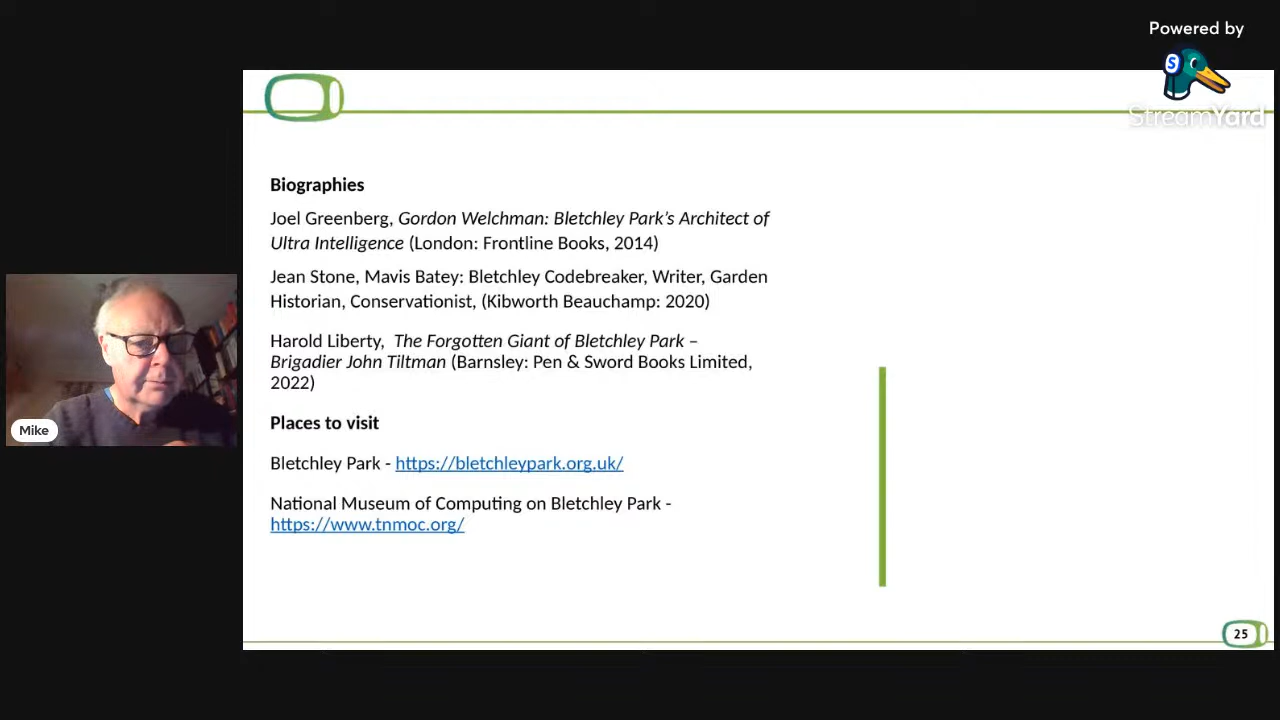 Powered by
S
StreamYard
Biographies
Joel Greenberg, Gordon Welchman: Bletchley Park’s Architect of
Ultra Intelligence (London: Frontline Books, 2014)
Jean Stone, Mavis Batey: Bletchley Codebreaker, Writer, Garden
Historian, Conservationist, (Kibworth Beauchamp: 2020)
Harold Liberty,  The Forgotten Giant of Bletchley Park –
Brigadier John Tiltman (Barnsley: Pen & Sword Books Limited,
2022)
Places to visit
Bletchley Park - https://bletchleypark.org.uk/
National Museum of Computing on Bletchley Park -
https://www.tnmoc.org/
Mike
25